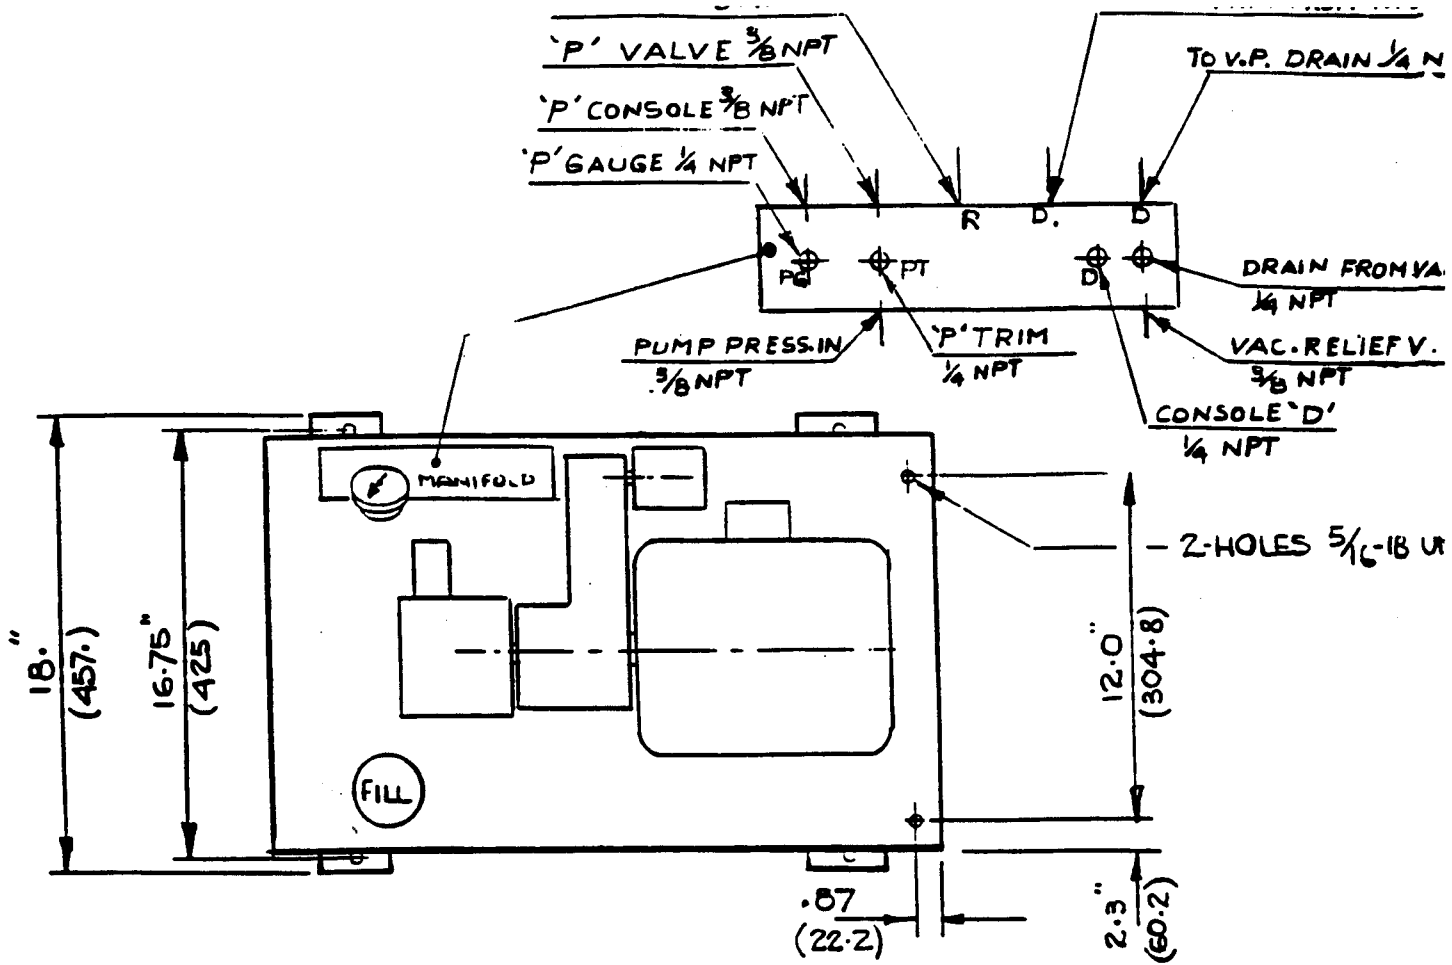 'P' VALVE 3/8 NPT
TO V.P. DRAIN 1/4 N
'P' CONSOLE 3/8 NPT
'P' GAUGE 1/4 NPT
R D. D
PG PT D
DRAIN FROM VA
1/4 NPT
PUMP PRESS.IN
3/8 NPT
'P' TRIM
1/4 NPT
VAC.RELIEF V.
3/8 NPT
CONSOLE 'D'
1/4 NPT
MANIFOLD
2-HOLES 5/16-18 UN
18."
(457.)
16.75"
(425)
12.0"
(304.8)
FILL
.87
(22.2)
2.3"
(60.2)